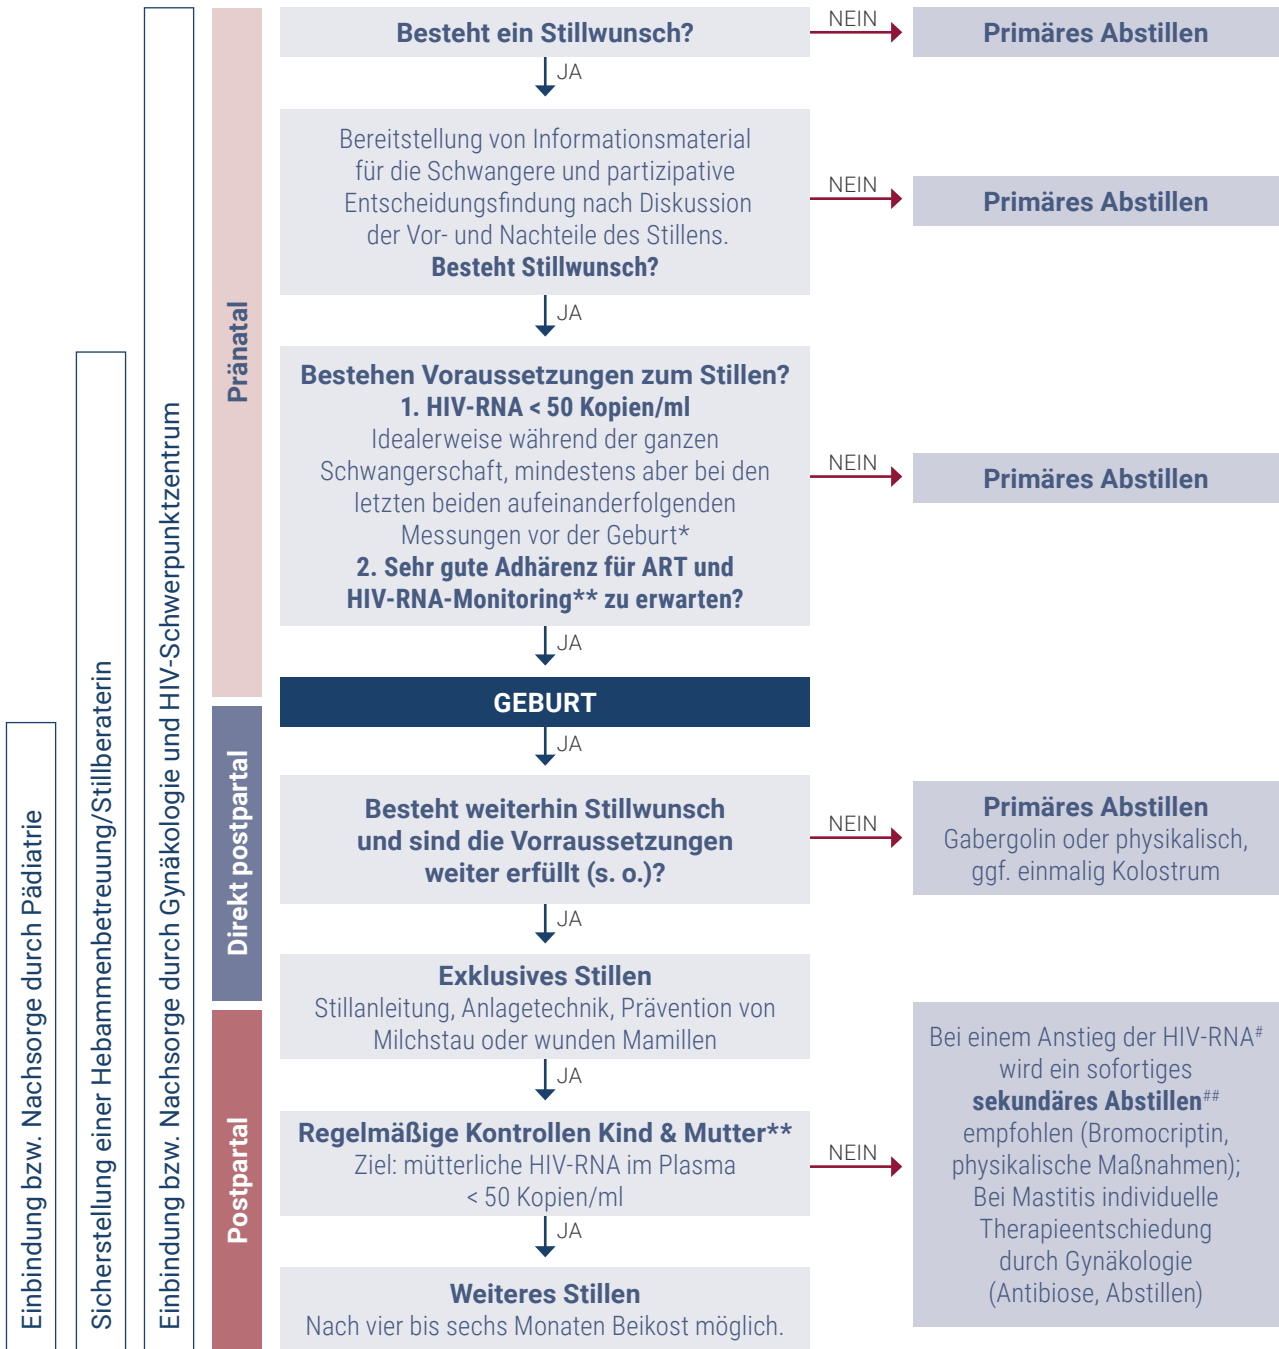 Besteht ein Stillwunsch?
NEIN
Primäres Abstillen
JA
Bereitstellung von Informationsmaterial
für die Schwangere und partizipative
Entscheidungsfindung nach Diskussion
der Vor- und Nachteile des Stillens.
Besteht Stillwunsch?
NEIN
Primäres Abstillen
JA
Bestehen Voraussetzungen zum Stillen?
1. HIV-RNA < 50 Kopien/ml
Idealerweise während der ganzen
Schwangerschaft, mindestens aber bei den
letzten beiden aufeinanderfolgenden
Messungen vor der Geburt*
2. Sehr gute Adhärenz für ART und
HIV-RNA-Monitoring** zu erwarten?
NEIN
Primäres Abstillen
JA
GEBURT
JA
Besteht weiterhin Stillwunsch
und sind die Vorraussetzungen
weiter erfüllt (s. o.)?
NEIN
Primäres Abstillen
Gabergolin oder physikalisch,
ggf. einmalig Kolostrum
JA
Exklusives Stillen
Stillanleitung, Anlagetechnik, Prävention von
Milchstau oder wunden Mamillen
JA
Regelmäßige Kontrollen Kind & Mutter**
Ziel: mütterliche HIV-RNA im Plasma
< 50 Kopien/ml
NEIN
Bei einem Anstieg der HIV-RNA#
wird ein sofortiges
sekundäres Abstillen##
empfohlen (Bromocriptin,
physikalische Maßnahmen);
Bei Mastitis individuelle
Therapieentschiedung
durch Gynäkologie
(Antibiose, Abstillen)
JA
Weiteres Stillen
Nach vier bis sechs Monaten Beikost möglich.
Einbindung bzw. Nachsorge durch Pädiatrie
Sicherstellung einer Hebammenbetreuung/Stillberaterin
Einbindung bzw. Nachsorge durch Gynäkologie und HIV-Schwerpunktzentrum
Pränatal
Direkt postpartal
Postpartal